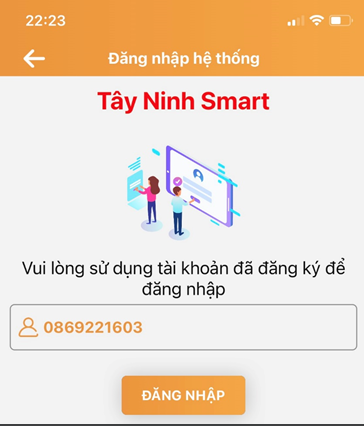 22:23
Đăng nhập hệ thống
Tây Ninh Smart
Vui lòng sử dụng tài khoản đã đăng ký để
đăng nhập
0869221603
ĐĂNG NHẬP